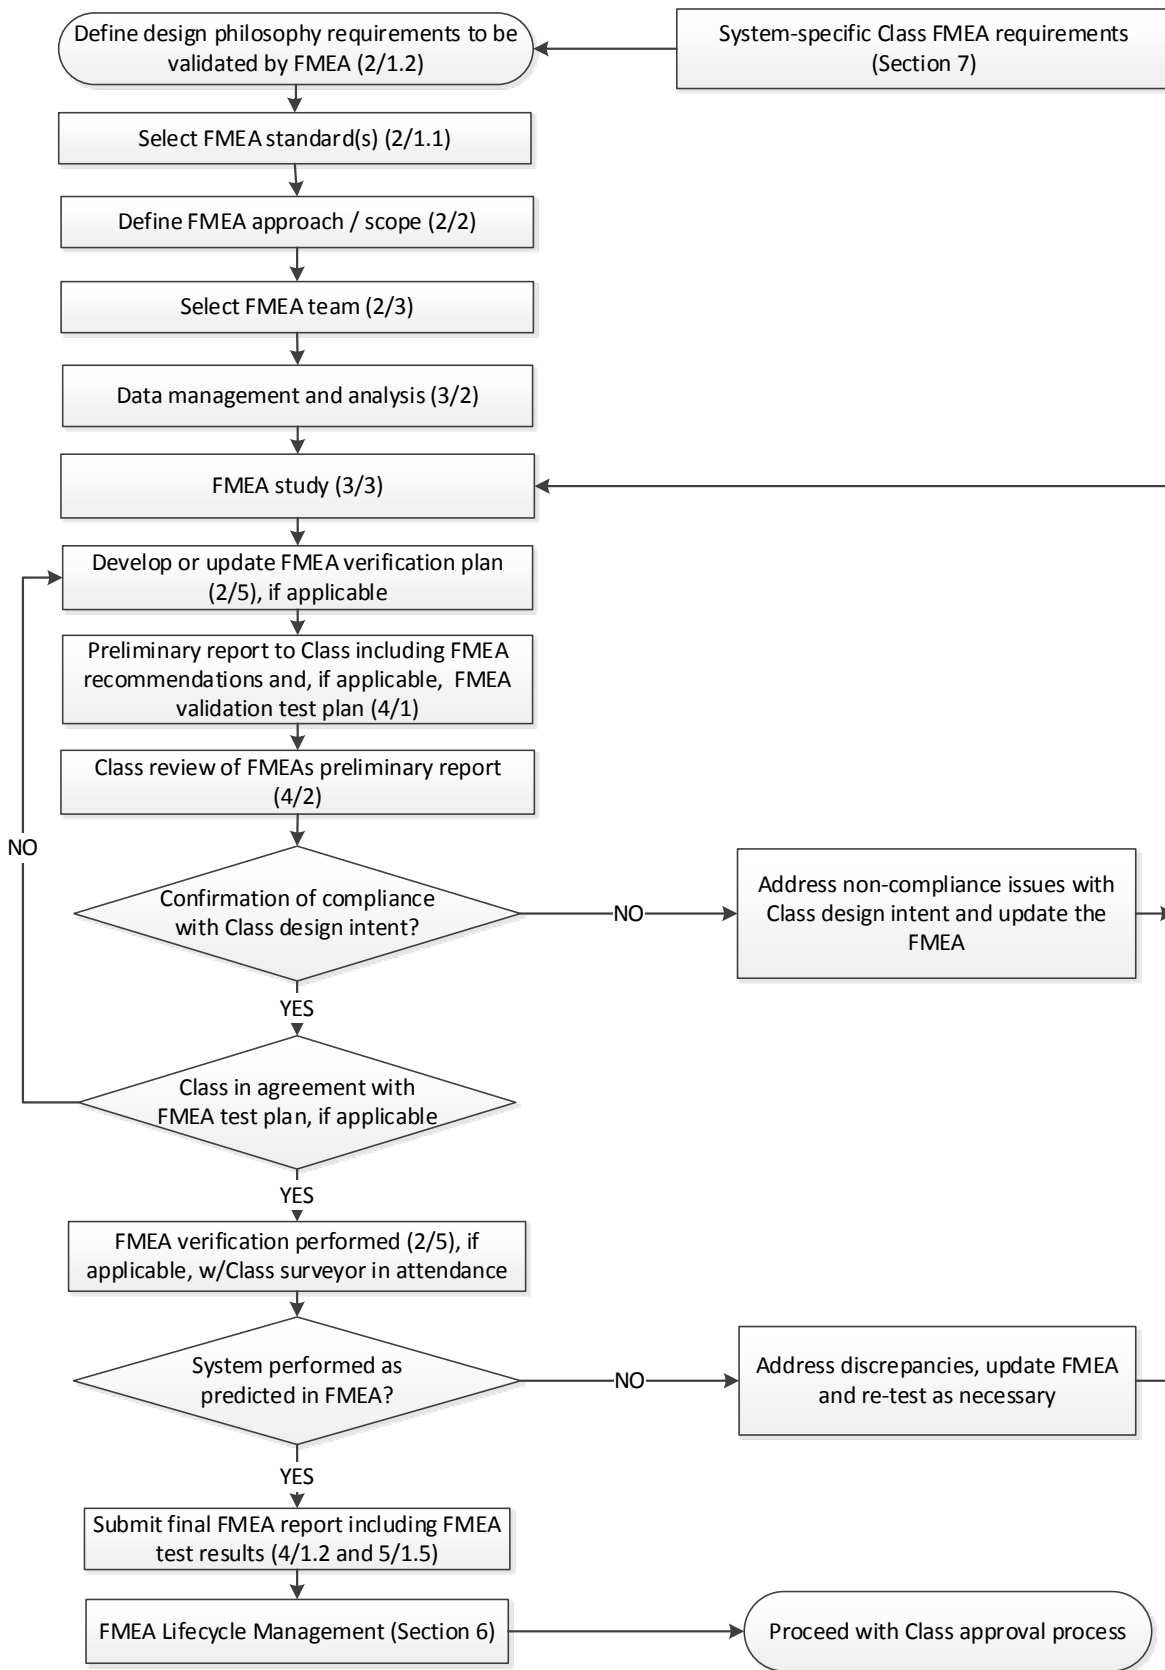 Define design philosophy requirements to be
validated by FMEA (2/1.2)
System-specific Class FMEA requirements
(Section 7)
Select FMEA standard(s) (2/1.1)
Define FMEA approach / scope (2/2)
Select FMEA team (2/3)
Data management and analysis (3/2)
FMEA study (3/3)
Develop or update FMEA verification plan
(2/5), if applicable
Preliminary report to Class including FMEA
recommendations and, if applicable, FMEA
validation test plan (4/1)
Class review of FMEAs preliminary report
(4/2)
NO
Confirmation of compliance
with Class design intent?
NO
Address non-compliance issues with
Class design intent and update the
FMEA
YES
Class in agreement with
FMEA test plan, if applicable
YES
FMEA verification performed (2/5), if
applicable, w/Class surveyor in attendance
System performed as
predicted in FMEA?
NO
Address discrepancies, update FMEA
and re-test as necessary
YES
Submit final FMEA report including FMEA
test results (4/1.2 and 5/1.5)
FMEA Lifecycle Management (Section 6)
Proceed with Class approval process